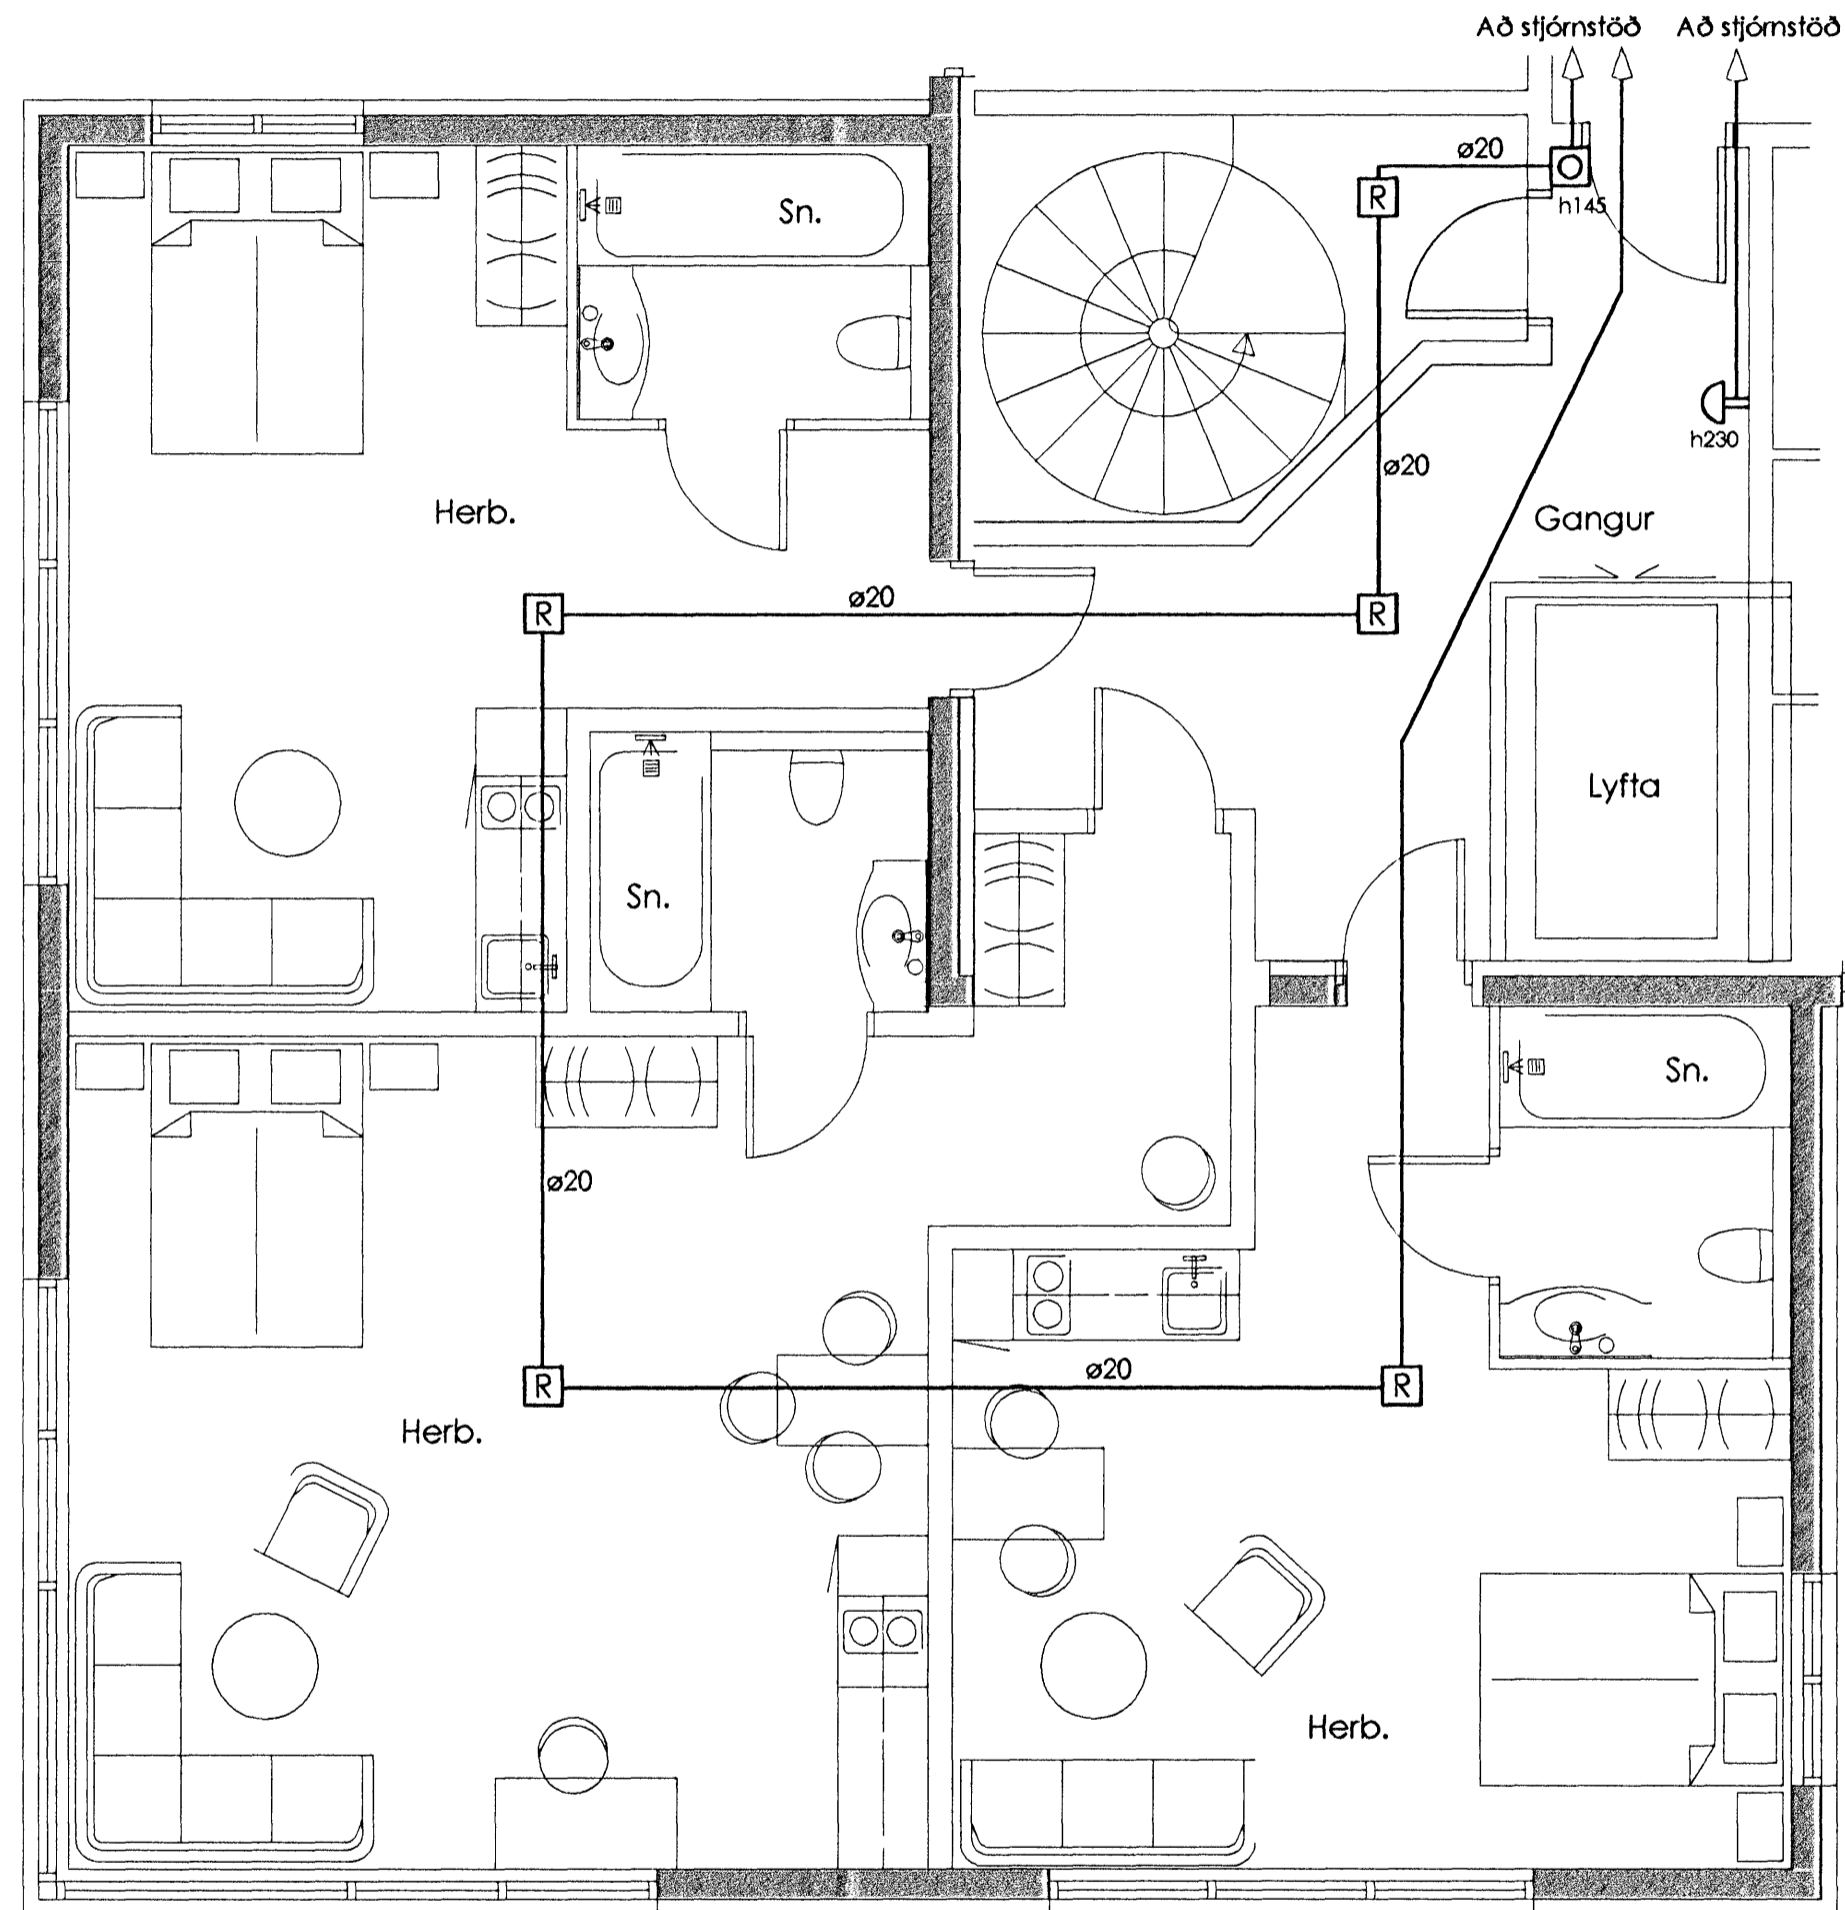 Að stjórnstöð
Að stjórnstöð
ø20
R
h145
Sn.
h230
ø20
Herb.
Gangur
R
ø20
R
Lyfta
Sn.
Sn.
ø20
R
ø20
R
Herb.
Herb.